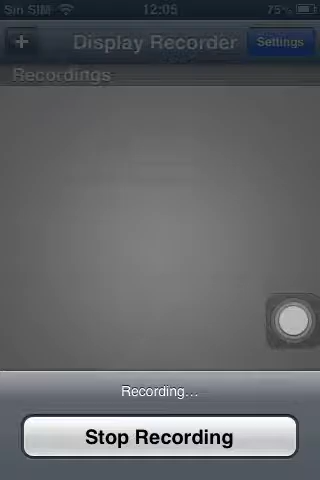 Sin SIM 12:05 75%
+ Display Recorder Settings
Recordings
Recording...
Stop Recording